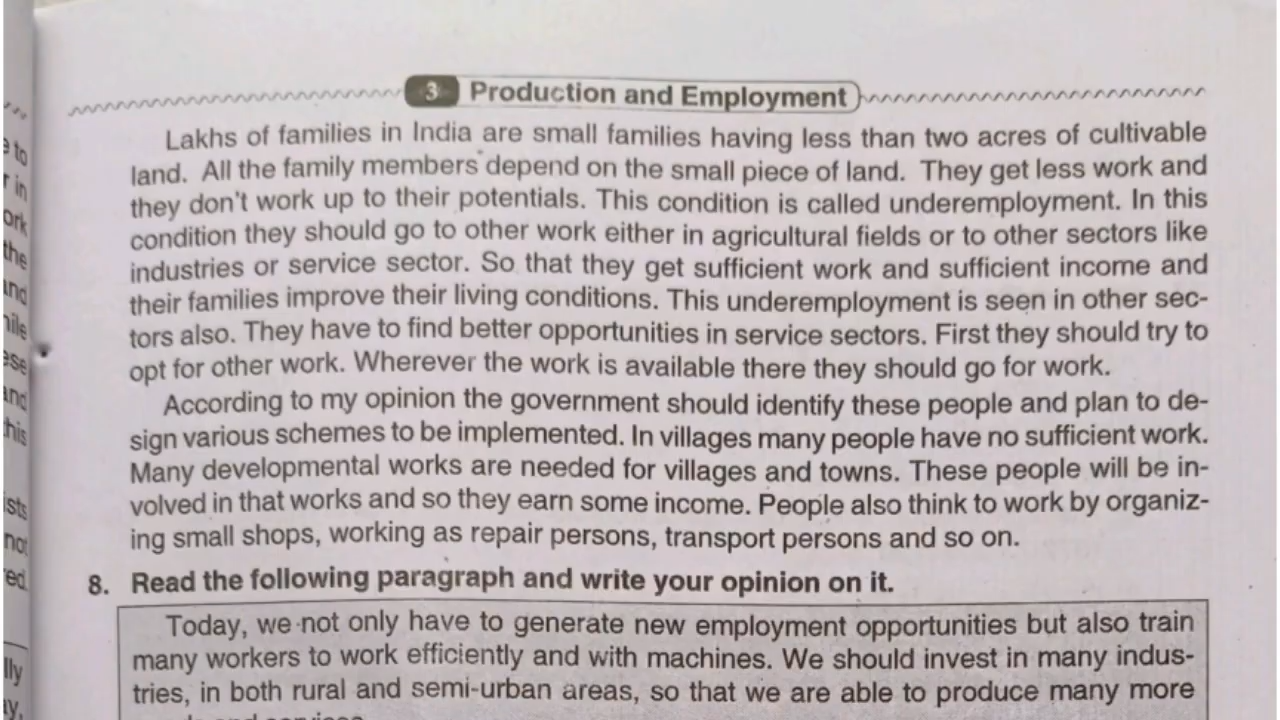 3 Production and Employment
Lakhs of families in India are small families having less than two acres of cultivable
land. All the family members depend on the small piece of land. They get less work and
they don't work up to their potentials. This condition is called underemployment. In this
condition they should go to other work either in agricultural fields or to other sectors like
industries or service sector. So that they get sufficient work and sufficient income and
their families improve their living conditions. This underemployment is seen in other sec-
tors also. They have to find better opportunities in service sectors. First they should try to
opt for other work. Wherever the work is available there they should go for work.
According to my opinion the government should identify these people and plan to de-
sign various schemes to be implemented. In villages many people have no sufficient work.
Many developmental works are needed for villages and towns. These people will be in-
volved in that works and so they earn some income. People also think to work by organiz-
ing small shops, working as repair persons, transport persons and so on.
8. Read the following paragraph and write your opinion on it.
Today, we not only have to generate new employment opportunities but also train
many workers to work efficiently and with machines. We should invest in many indus-
tries, in both rural and semi-urban areas, so that we are able to produce many more